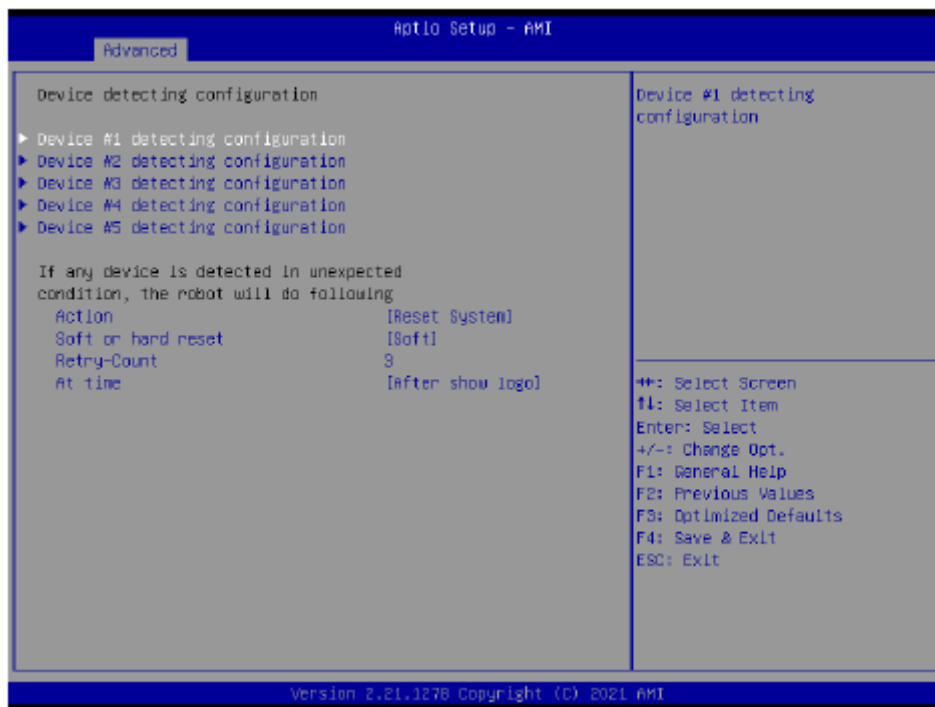 Aptio Setup - AMI
Advanced
Device detecting configuration
Device #1 detecting configuration
Device #2 detecting configuration
Device #3 detecting configuration
Device #4 detecting configuration
Device #5 detecting configuration
If any device is detected in unexpected
condition, the robot will do following
Action [Reset System]
Soft or hard reset [Soft]
Retry-Count 3
At time [After show logo]
Device #1 detecting
configuration
→←: Select Screen
↑↓: Select Item
Enter: Select
+/-: Change Opt.
F1: General Help
F2: Previous Values
F3: Optimized Defaults
F4: Save & Exit
ESC: Exit
Version 2.21.1278 Copyright (C) 2021 AMI